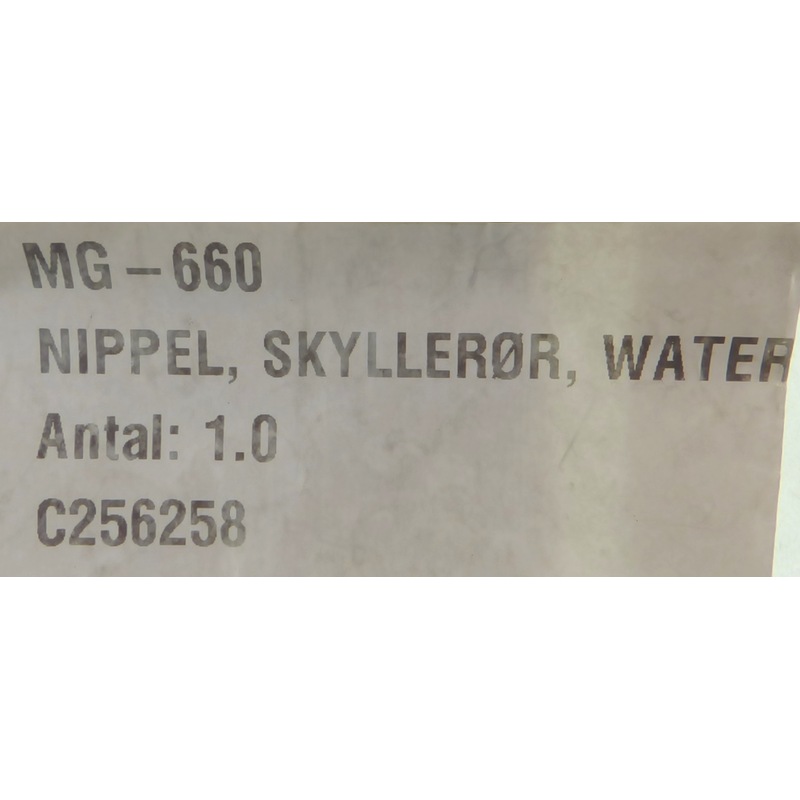 MG-660
NIPPEL, SKYLLERØR, WATER
Antal: 1.0
C256258